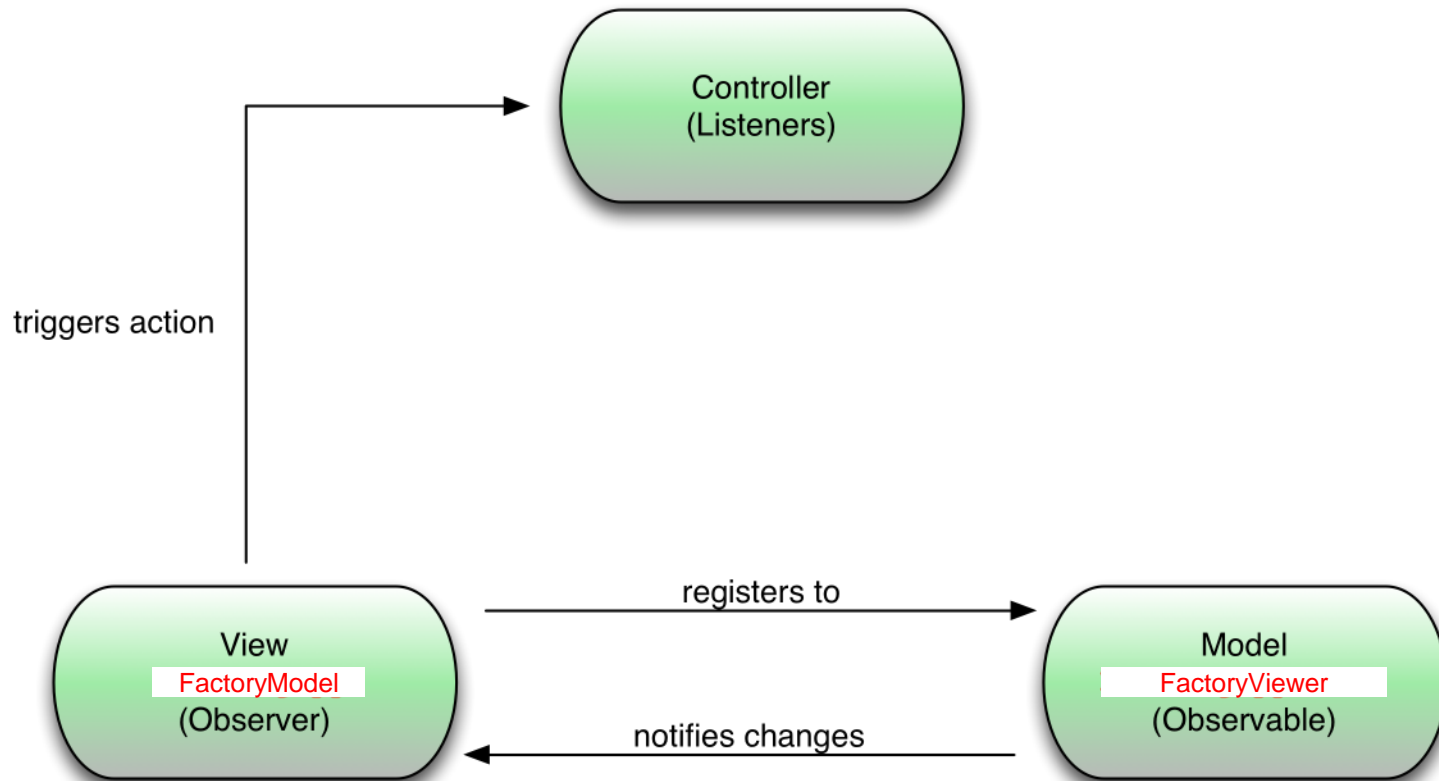 Controller
(Listeners)
triggers action
registers to
View
FactoryModel
(Observer)
Model
FactoryViewer
(Observable)
notifies changes